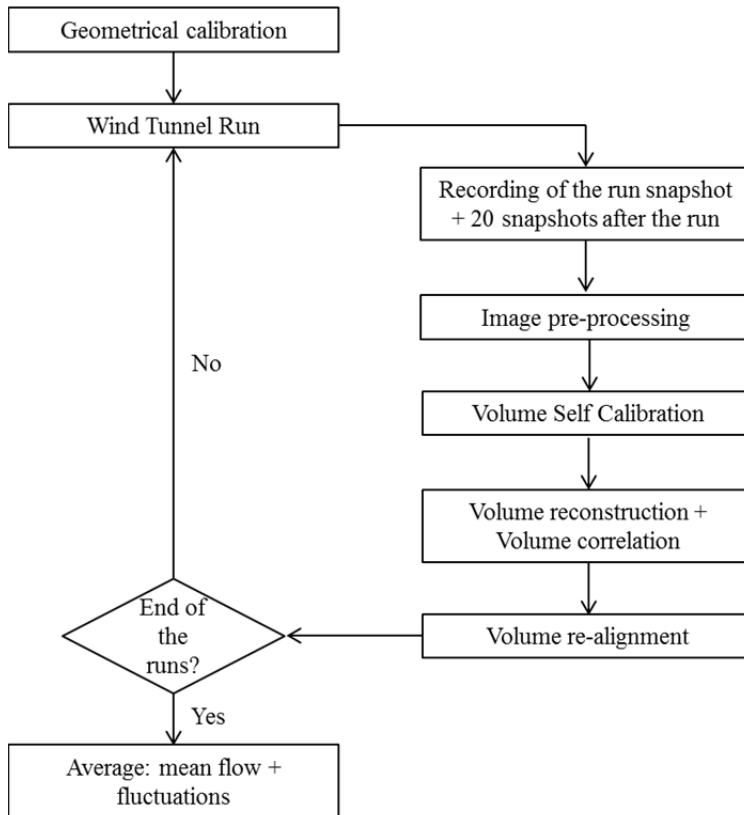 Geometrical calibration
Wind Tunnel Run
Recording of the run snapshot
+ 20 snapshots after the run
Image pre-processing
Volume Self Calibration
Volume reconstruction +
Volume correlation
Volume re-alignment
End of
the
runs?
No
Yes
Average: mean flow +
fluctuations